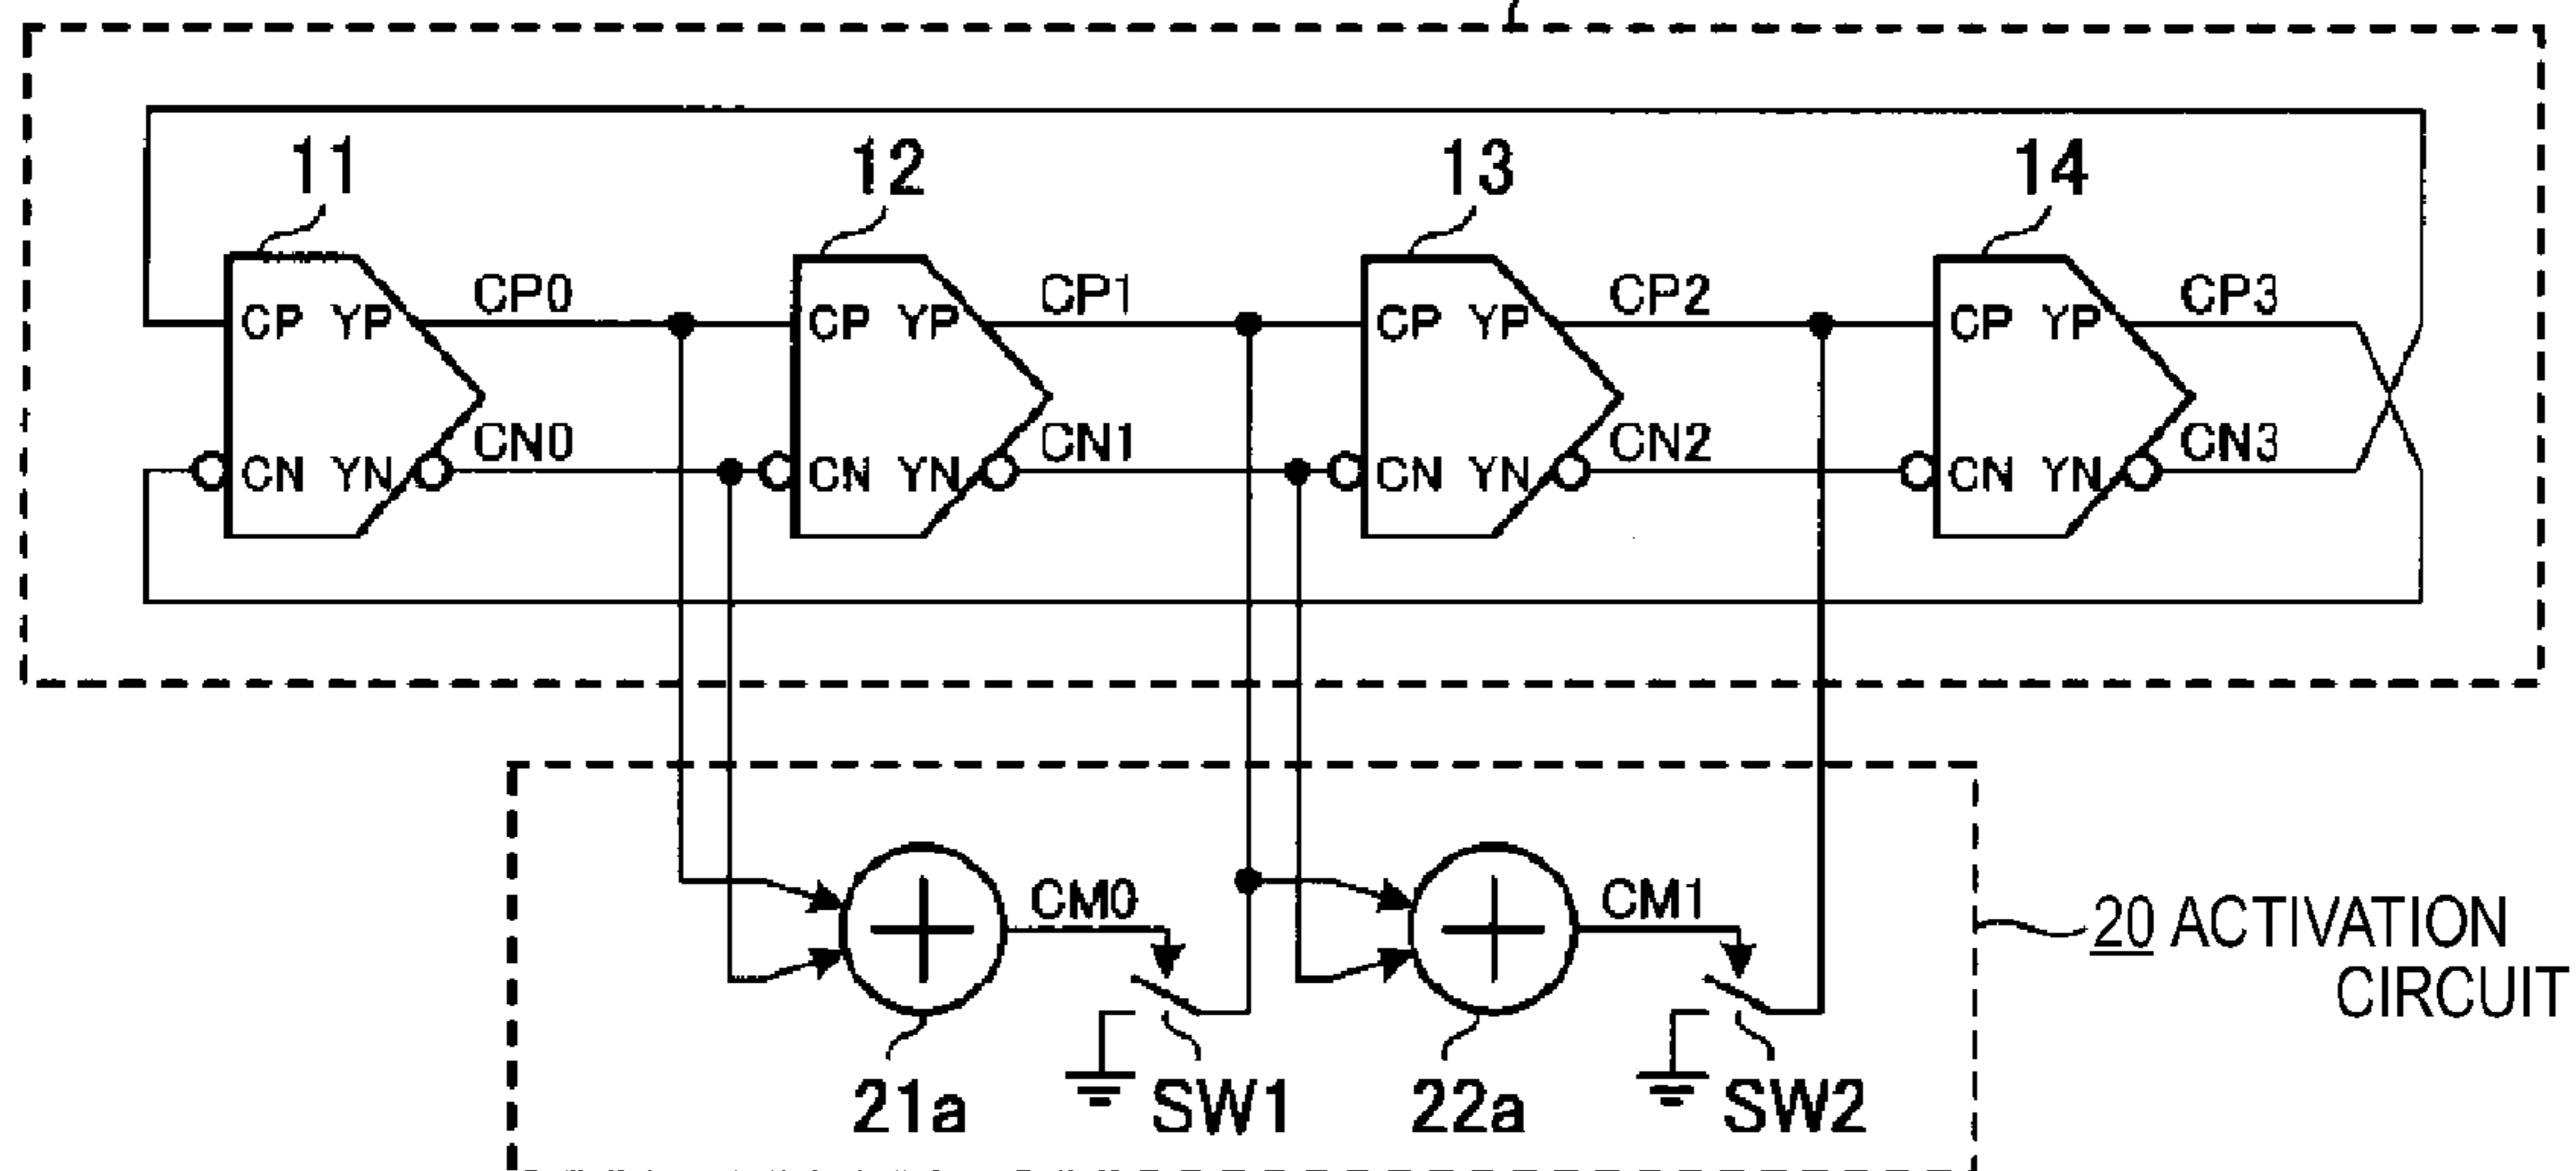 11 12 13 14
CP YP CP0 CP YP CP1 CP YP CP2 CP YP CP3
CN YN CN0 CN YN CN1 CN YN CN2 CN YN CN3
CM0 CM1
20 ACTIVATION
CIRCUIT
21a SW1 22a SW2